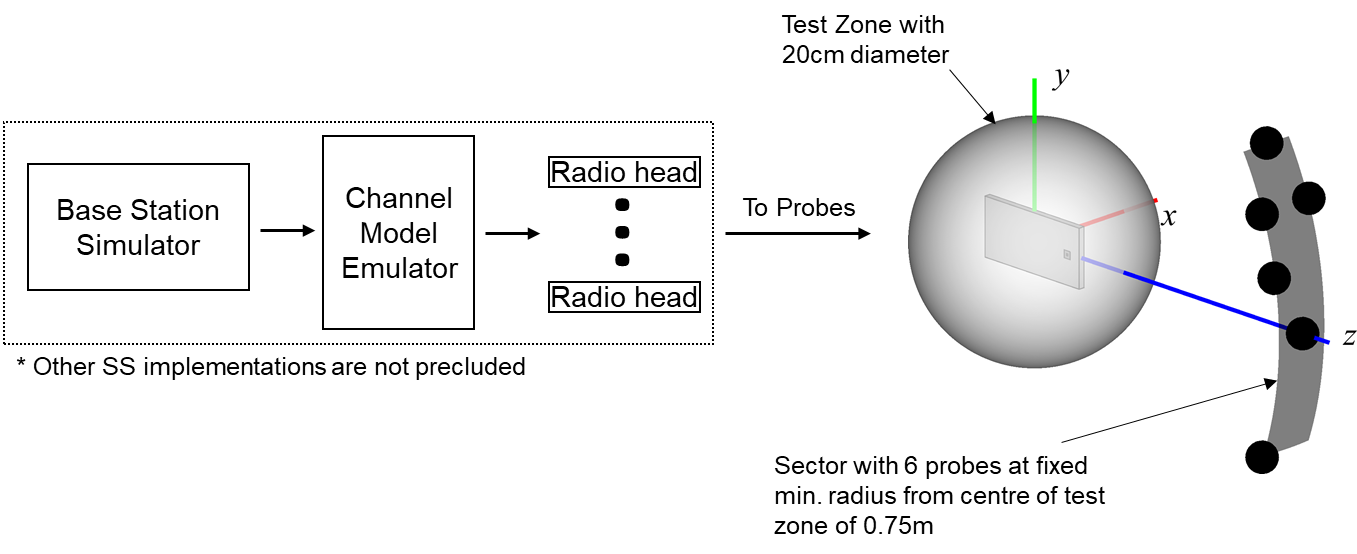 Test Zone with
20cm diameter
y
Base Station
Simulator
Channel
Model
Emulator
Radio head
Radio head
To Probes
x
z
* Other SS implementations are not precluded
Sector with 6 probes at fixed
min. radius from centre of test
zone of 0.75m